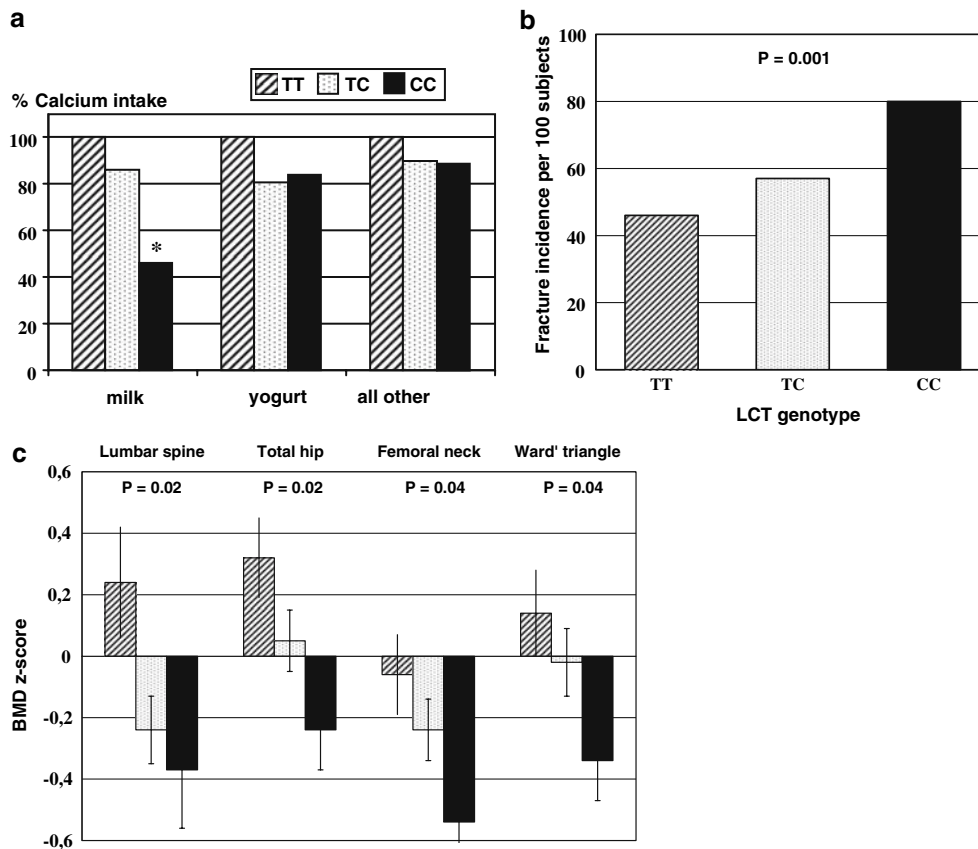 a
TT TC CC
% Calcium intake
100
80
60
40
20
0
*
milk yogurt all other
b
100
80
60
40
20
0
P = 0.001
Fracture incidence per 100 subjects
TT TC CC
LCT genotype
c
Lumbar spine Total hip Femoral neck Ward' triangle
P = 0.02 P = 0.02 P = 0.04 P = 0.04
0,6
0,4
0,2
0
-0,2
-0,4
-0,6
BMD z-score